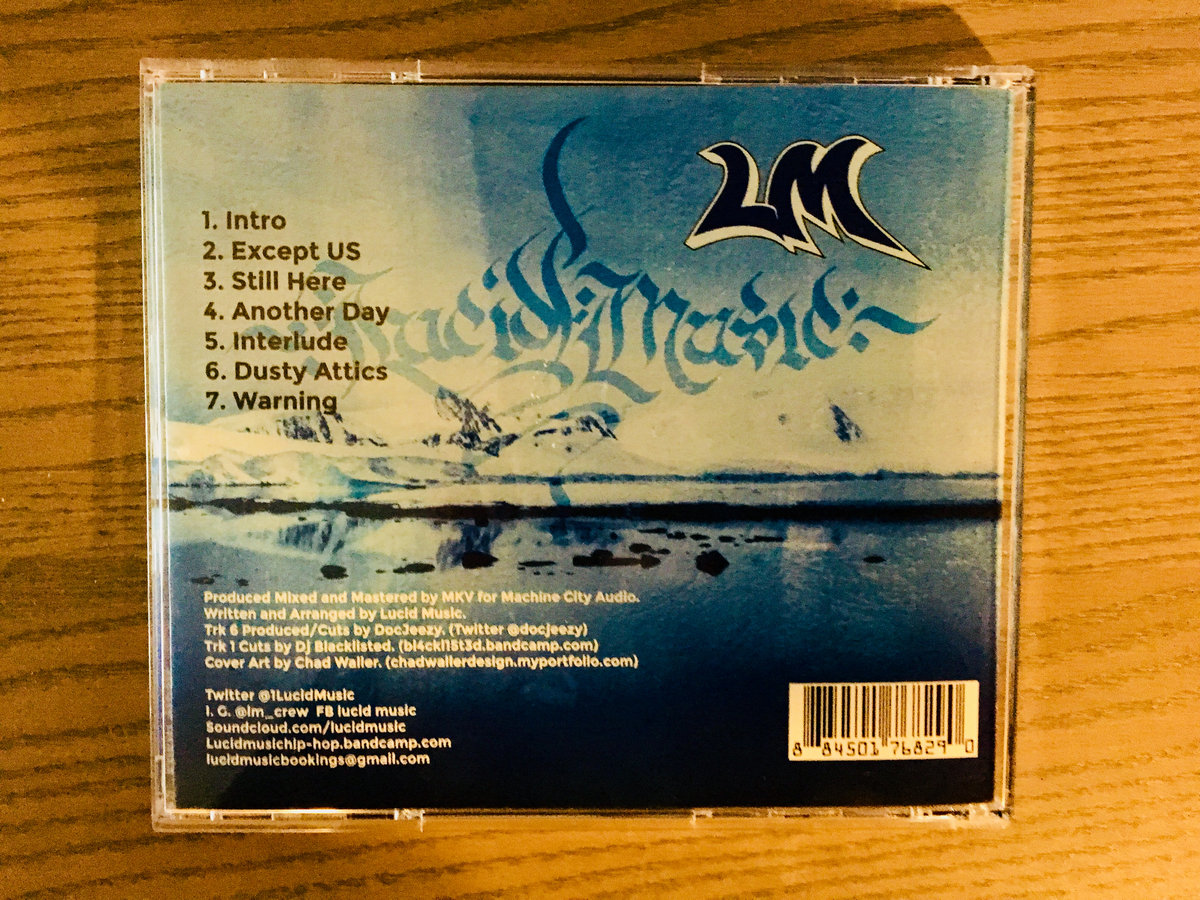 LM
Lucid Music
1. Intro
2. Except US
3. Still Here
4. Another Day
5. Interlude
6. Dusty Attics
7. Warning
Produced Mixed and Mastered by MKV for Machine City Audio.
Written and Arranged by Lucid Music.
Trk 6 Produced/Cuts by DocJeezy. (Twitter @docjeezy)
Trk 1 Cuts by DJ Blacklisted. (bl4ckl15t3d.bandcamp.com)
Cover Art by Chad Waller. (chadwallerdesign.myportfolio.com)
Twitter @1LucidMusic
I. G. @lm_crew FB lucid music
Soundcloud.com/lucidmusic
Lucidmusichip-hop.bandcamp.com
lucidmusicbookings@gmail.com
8 84501 76829 0